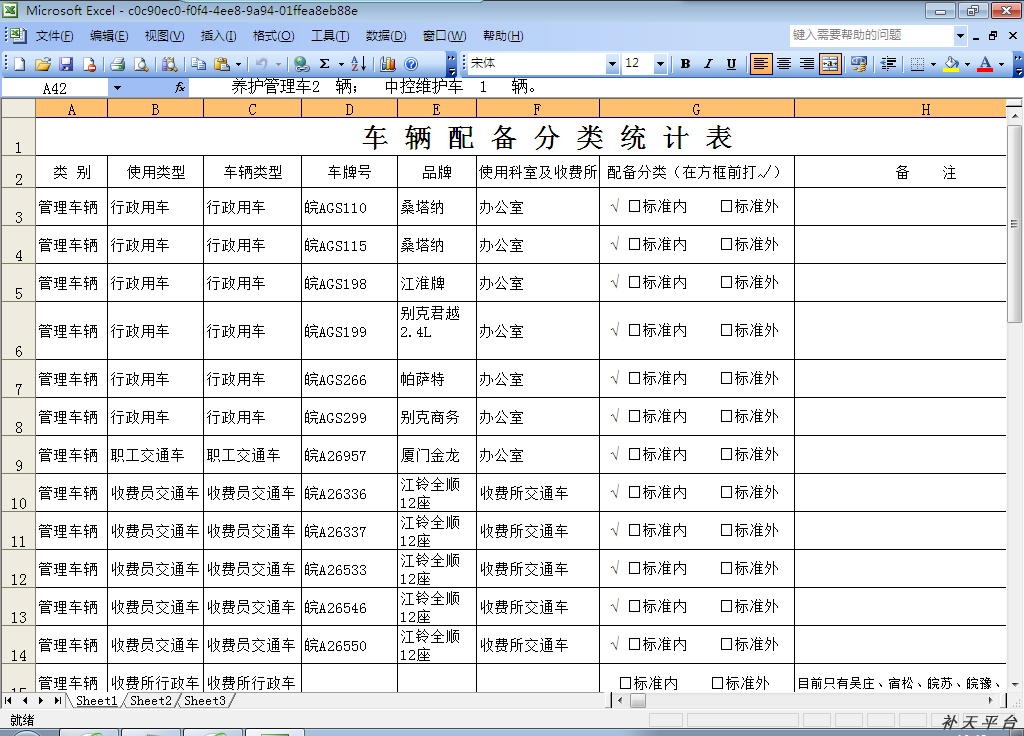 Microsoft Excel - c0c90ec0-f0f4-4ee8-9a94-01ffea8eb88e
文件(F) 编辑(E) 视图(V) 插入(I) 格式(O) 工具(T) 数据(D) 窗口(W) 帮助(H) 键入需要帮助的问题
宋体 12 B I U
A42 fx 养护管理车2 辆; 中控维护车 1 辆。
A B C D E F G H
1 车辆配备分类统计表
2 类 别 使用类型 车辆类型 车牌号 品牌 使用科室及收费所 配备分类（在方框前打√） 备 注
3 管理车辆 行政用车 行政用车 皖AGS110 桑塔纳 办公室 √ 口标准内 口标准外
4 管理车辆 行政用车 行政用车 皖AGS115 桑塔纳 办公室 √ 口标准内 口标准外
5 管理车辆 行政用车 行政用车 皖AGS198 江淮牌 办公室 √ 口标准内 口标准外
6 管理车辆 行政用车 行政用车 皖AGS199 别克君越2.4L 办公室 √ 口标准内 口标准外
7 管理车辆 行政用车 行政用车 皖AGS266 帕萨特 办公室 √ 口标准内 口标准外
8 管理车辆 行政用车 行政用车 皖AGS299 别克商务 办公室 √ 口标准内 口标准外
9 管理车辆 职工交通车 职工交通车 皖A26957 厦门金龙 办公室 √ 口标准内 口标准外
10 管理车辆 收费员交通车 收费员交通车 皖A26336 江铃全顺12座 收费所交通车 √ 口标准内 口标准外
11 管理车辆 收费员交通车 收费员交通车 皖A26337 江铃全顺12座 收费所交通车 √ 口标准内 口标准外
12 管理车辆 收费员交通车 收费员交通车 皖A26533 江铃全顺12座 收费所交通车 √ 口标准内 口标准外
13 管理车辆 收费员交通车 收费员交通车 皖A26546 江铃全顺12座 收费所交通车 √ 口标准内 口标准外
14 管理车辆 收费员交通车 收费员交通车 皖A26550 江铃全顺12座 收费所交通车 √ 口标准内 口标准外
15 管理车辆 收费所行政车 收费所行政车 口标准内 口标准外 目前只有吴庄、宿松、皖苏、皖豫、
Sheet1 Sheet2 Sheet3
就绪
补天平台